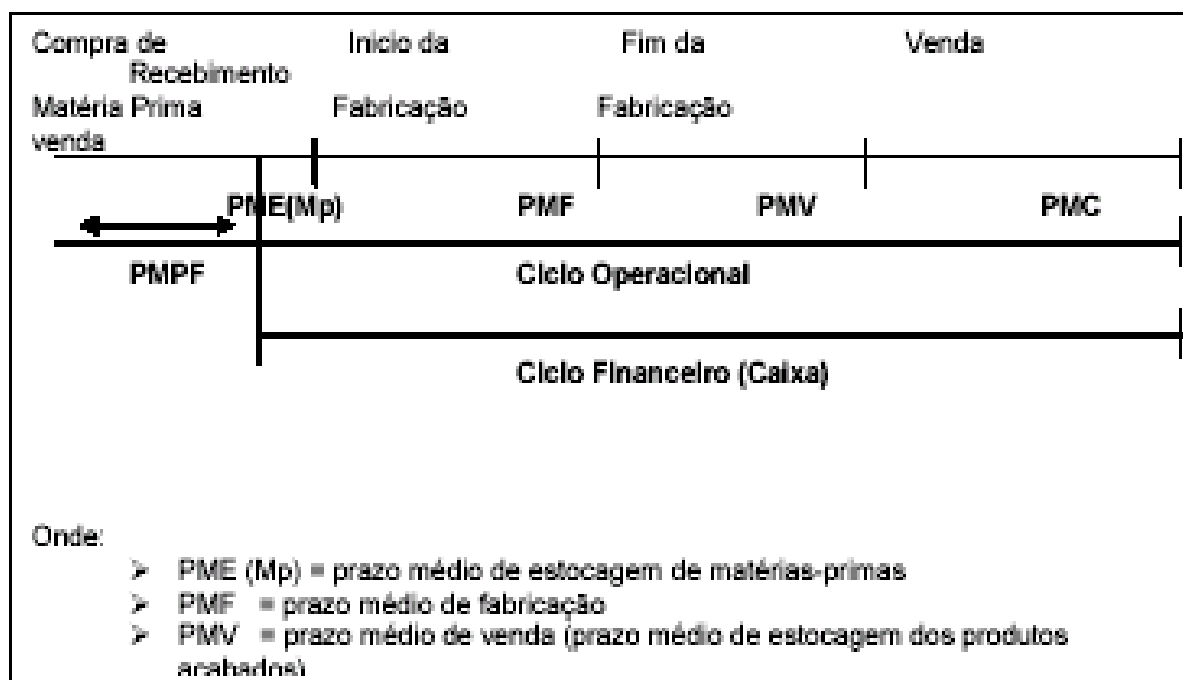 Compra de Inicio da Fim da Venda
Recebimento
Matéria Prima Fabricação Fabricação
venda
PME(Mp) PMF PMV PMC
PMPF Ciclo Operacional
Ciclo Financeiro (Caixa)
Onde:
➢ PME (Mp) = prazo médio de estocagem de matérias-primas
➢ PMF = prazo médio de fabricação
➢ PMV = prazo médio de venda (prazo médio de estocagem dos produtos
acabados)